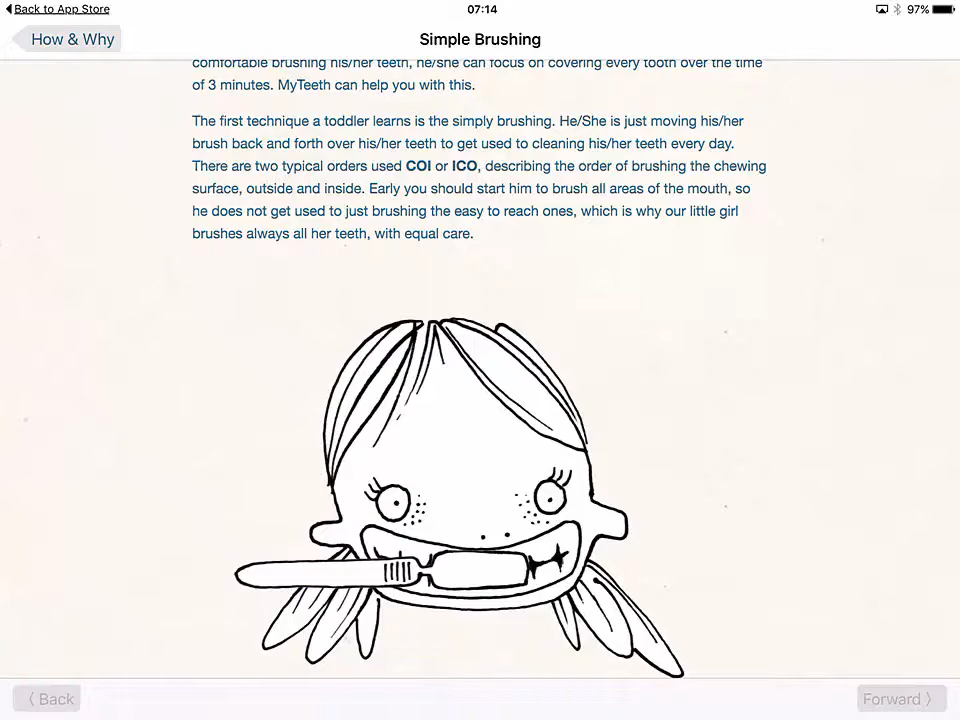 Back to App Store
07:14
97%
How & Why
Simple Brushing
comfortable brushing his/her teeth, he/she can focus on covering every tooth over the time
of 3 minutes. MyTeeth can help you with this.
The first technique a toddler learns is the simply brushing. He/She is just moving his/her
brush back and forth over his/her teeth to get used to cleaning his/her teeth every day.
There are two typical orders used COI or ICO, describing the order of brushing the chewing
surface, outside and inside. Early you should start him to brush all areas of the mouth, so
he does not get used to just brushing the easy to reach ones, which is why our little girl
brushes always all her teeth, with equal care.
Back
Forward